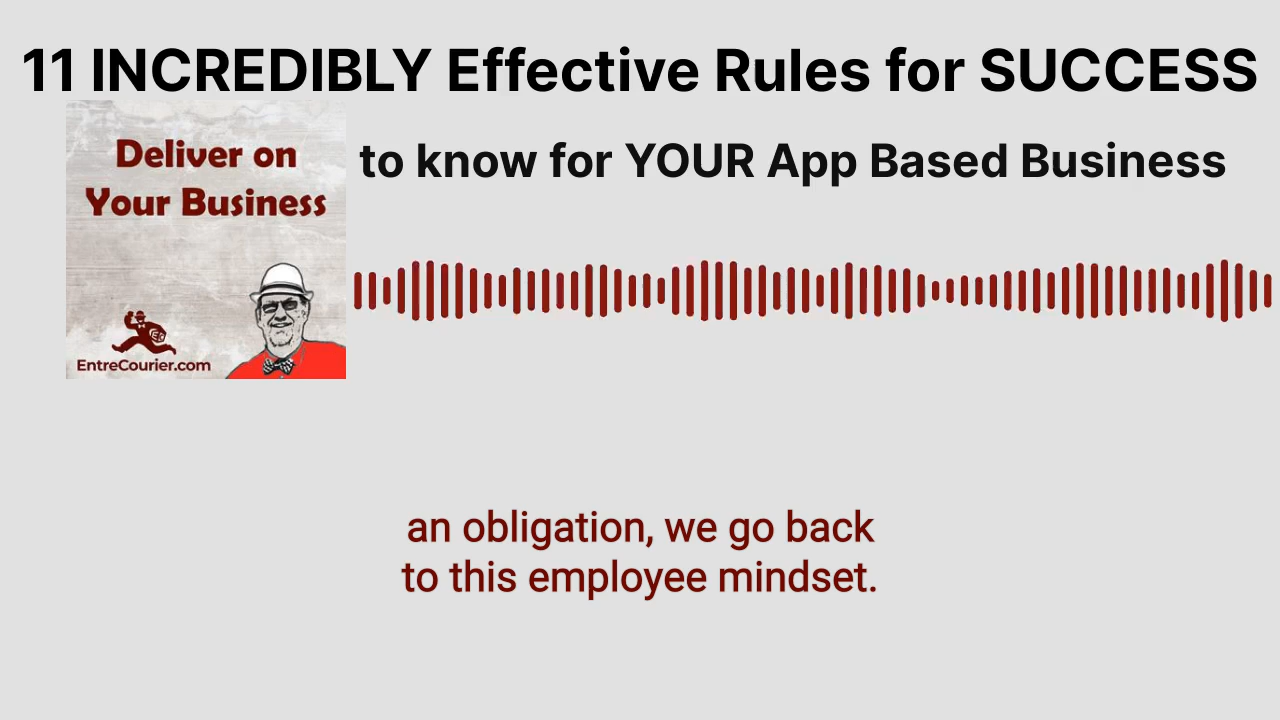 11 INCREDIBLY Effective Rules for SUCCESS
to know for YOUR App Based Business
Deliver on
Your Business
EntreCourier.com
an obligation, we go back
to this employee mindset.